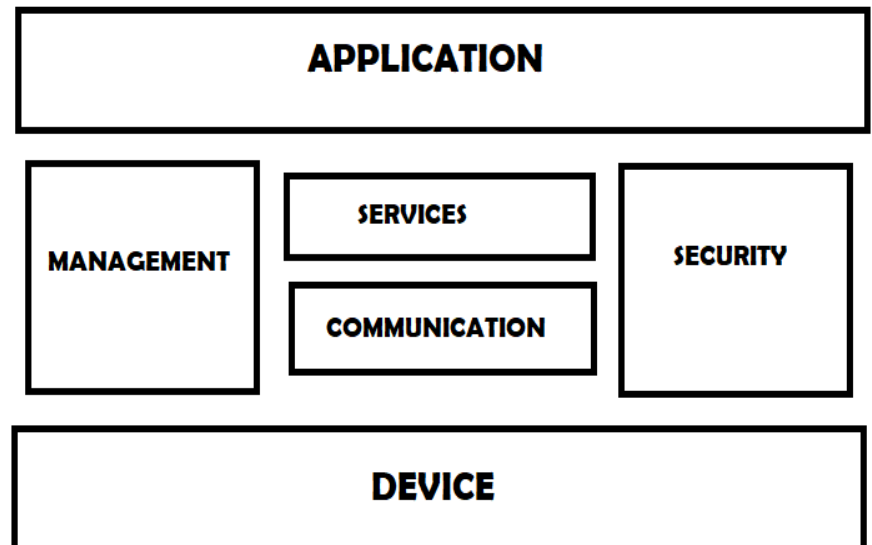 APPLICATION
MANAGEMENT
SERVICES
COMMUNICATION
SECURITY
DEVICE